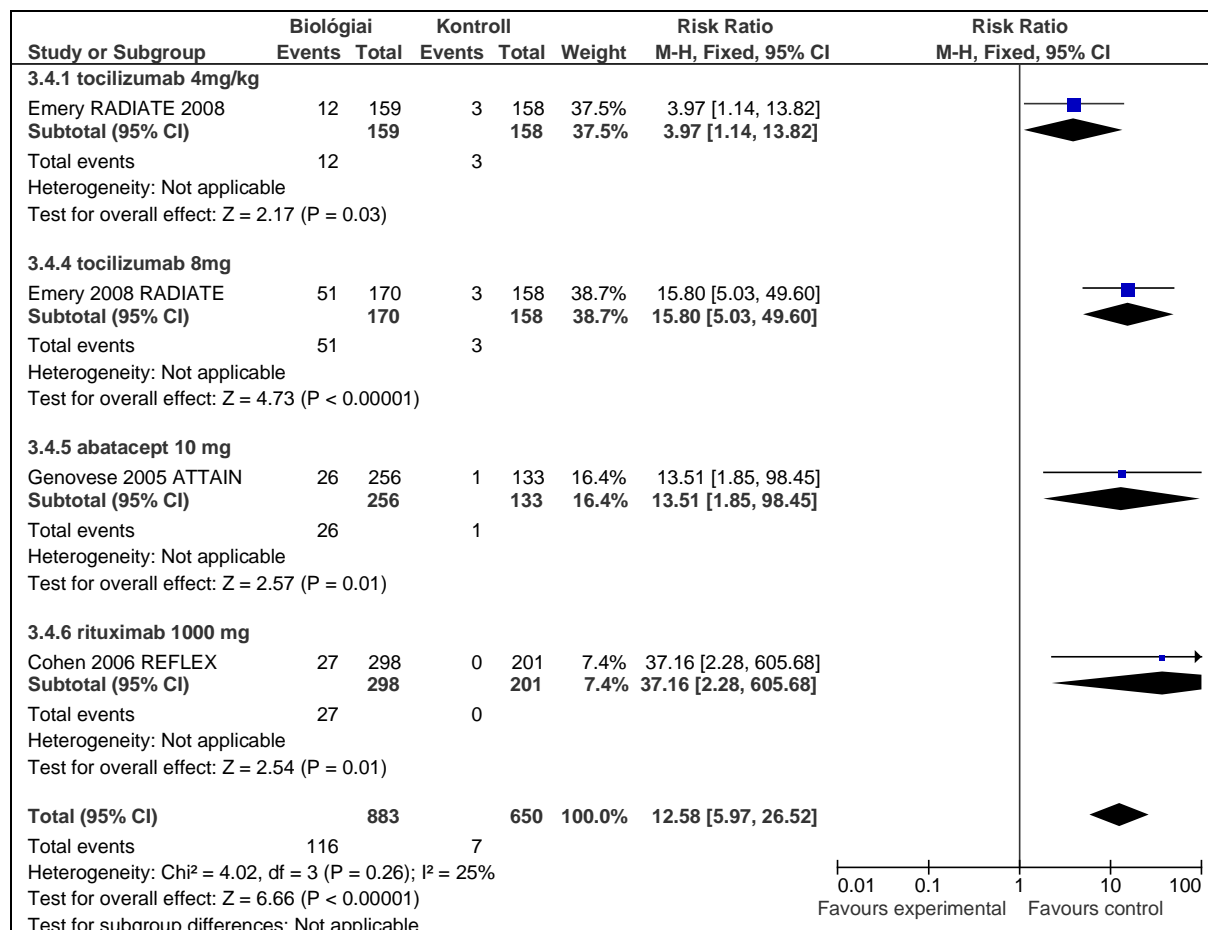 Biológiai Kontroll Risk Ratio Risk Ratio
Study or Subgroup Events Total Events Total Weight M-H, Fixed, 95% CI M-H, Fixed, 95% CI
3.4.1 tocilizumab 4mg/kg
Emery RADIATE 2008 12 159 3 158 37.5% 3.97 [1.14, 13.82]
Subtotal (95% CI) 159 158 37.5% 3.97 [1.14, 13.82]
Total events 12 3
Heterogeneity: Not applicable
Test for overall effect: Z = 2.17 (P = 0.03)
3.4.4 tocilizumab 8mg
Emery 2008 RADIATE 51 170 3 158 38.7% 15.80 [5.03, 49.60]
Subtotal (95% CI) 170 158 38.7% 15.80 [5.03, 49.60]
Total events 51 3
Heterogeneity: Not applicable
Test for overall effect: Z = 4.73 (P < 0.00001)
3.4.5 abatacept 10 mg
Genovese 2005 ATTAIN 26 256 1 133 16.4% 13.51 [1.85, 98.45]
Subtotal (95% CI) 256 133 16.4% 13.51 [1.85, 98.45]
Total events 26 1
Heterogeneity: Not applicable
Test for overall effect: Z = 2.57 (P = 0.01)
3.4.6 rituximab 1000 mg
Cohen 2006 REFLEX 27 298 0 201 7.4% 37.16 [2.28, 605.68]
Subtotal (95% CI) 298 201 7.4% 37.16 [2.28, 605.68]
Total events 27 0
Heterogeneity: Not applicable
Test for overall effect: Z = 2.54 (P = 0.01)
Total (95% CI) 883 650 100.0% 12.58 [5.97, 26.52]
Total events 116 7
Heterogeneity: Chi² = 4.02, df = 3 (P = 0.26); I² = 25%
Test for overall effect: Z = 6.66 (P < 0.00001)
Test for subgroup differences: Not applicable
0.01 0.1 1 10 100
Favours experimental Favours control